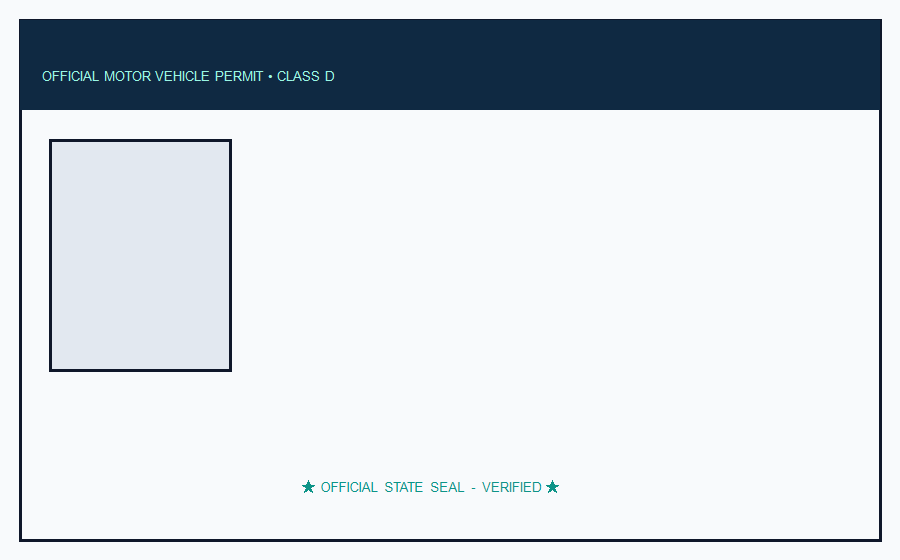 OFFICIAL MOTOR VEHICLE PERMIT • CLASS D
★ OFFICIAL STATE SEAL - VERIFIED ★